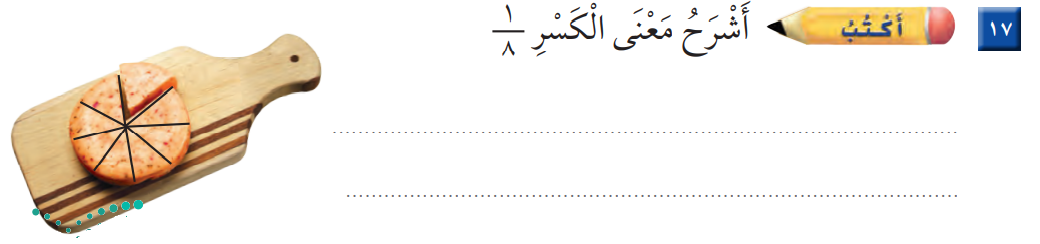 ١٧ أَكْتُبُ أَشْرَحُ مَعْنَى الْكَسْرِ ١/٨